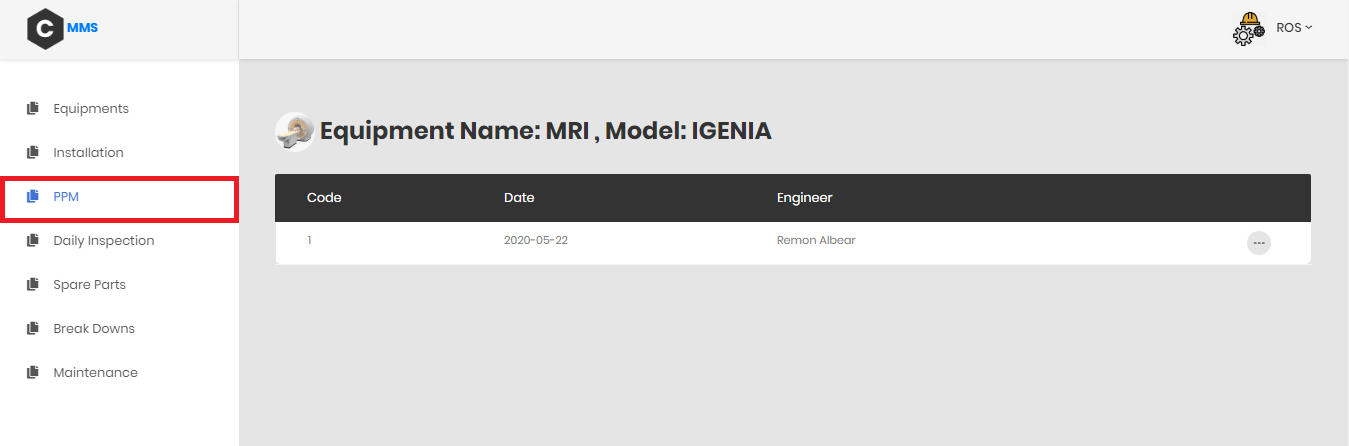 C MMS
ROS
Equipments
Installation
PPM
Daily Inspection
Spare Parts
Break Downs
Maintenance
Equipment Name: MRI , Model: IGENIA
Code Date Engineer
1 2020-05-22 Remon Albear